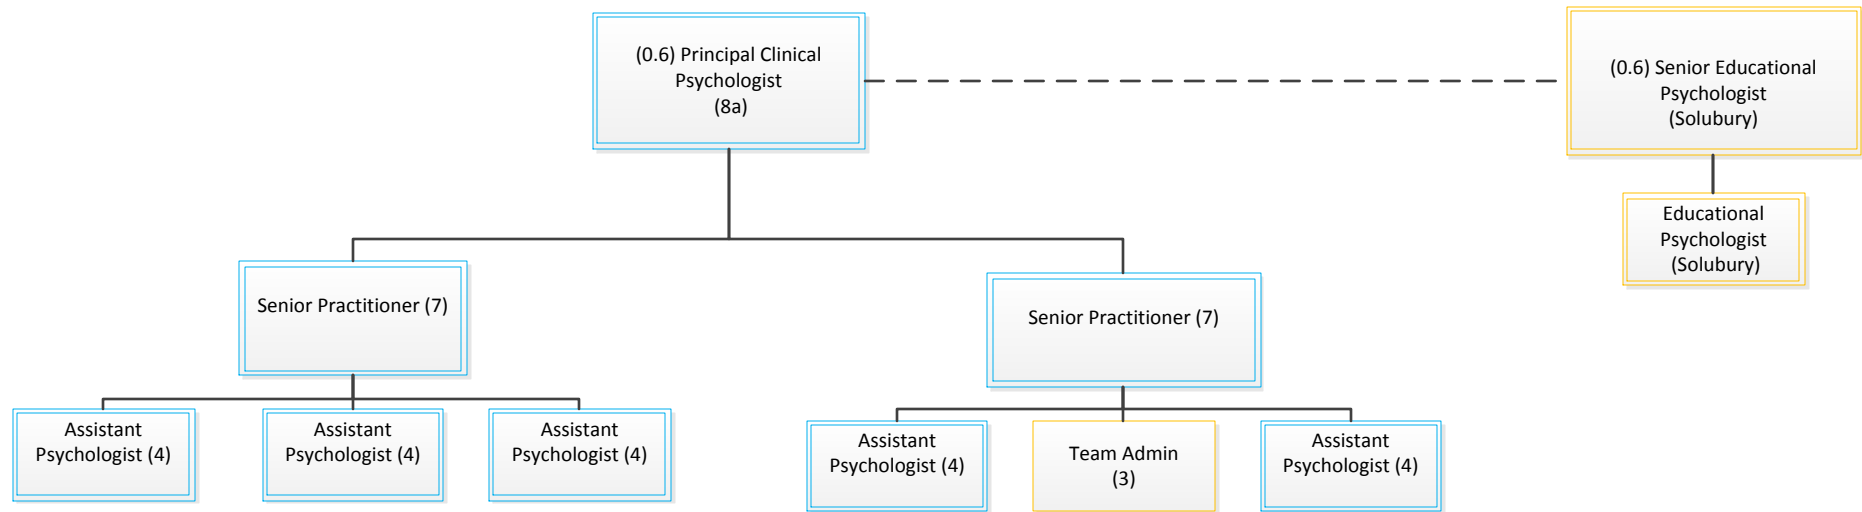 (0.6) Principal Clinical
Psychologist
(8a)
(0.6) Senior Educational
Psychologist
(Solubury)
Educational
Psychologist
(Solubury)
Senior Practitioner (7)
Senior Practitioner (7)
Assistant
Psychologist (4)
Assistant
Psychologist (4)
Assistant
Psychologist (4)
Assistant
Psychologist (4)
Team Admin
(3)
Assistant
Psychologist (4)